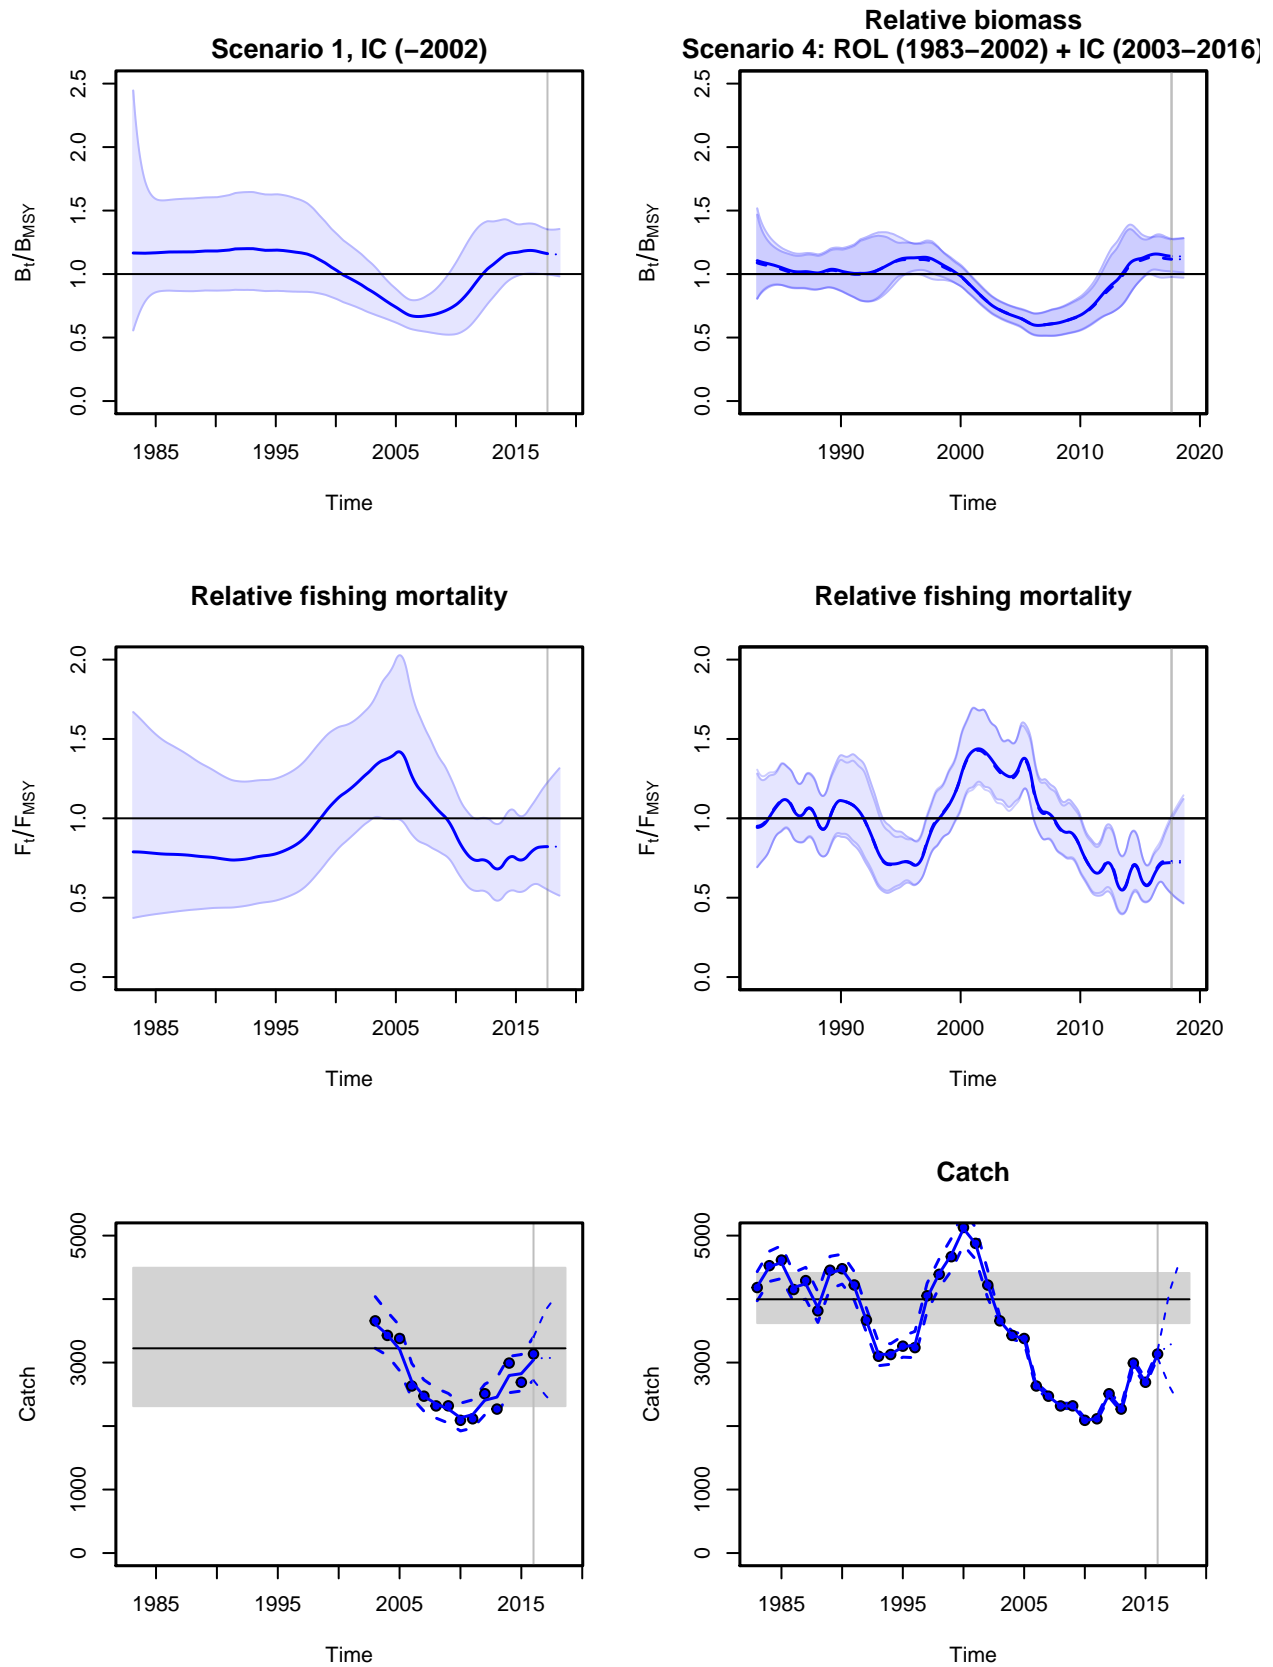 Scenario 1, IC (−2002)
Bt/BMSY
0.0 0.5 1.0 1.5 2.0 2.5
1985 1995 2005 2015
Time
Relative biomass
Scenario 4: ROL (1983−2002) + IC (2003−2016)
Bt/BMSY
0.0 0.5 1.0 1.5 2.0 2.5
1990 2000 2010 2020
Time
Relative fishing mortality
Ft/FMSY
0.0 0.5 1.0 1.5 2.0
1985 1995 2005 2015
Time
Relative fishing mortality
Ft/FMSY
0.0 0.5 1.0 1.5 2.0
1990 2000 2010 2020
Time
Catch
0 1000 3000 5000
1985 1995 2005 2015
Time
Catch
Catch
0 1000 3000 5000
1985 1995 2005 2015
Time